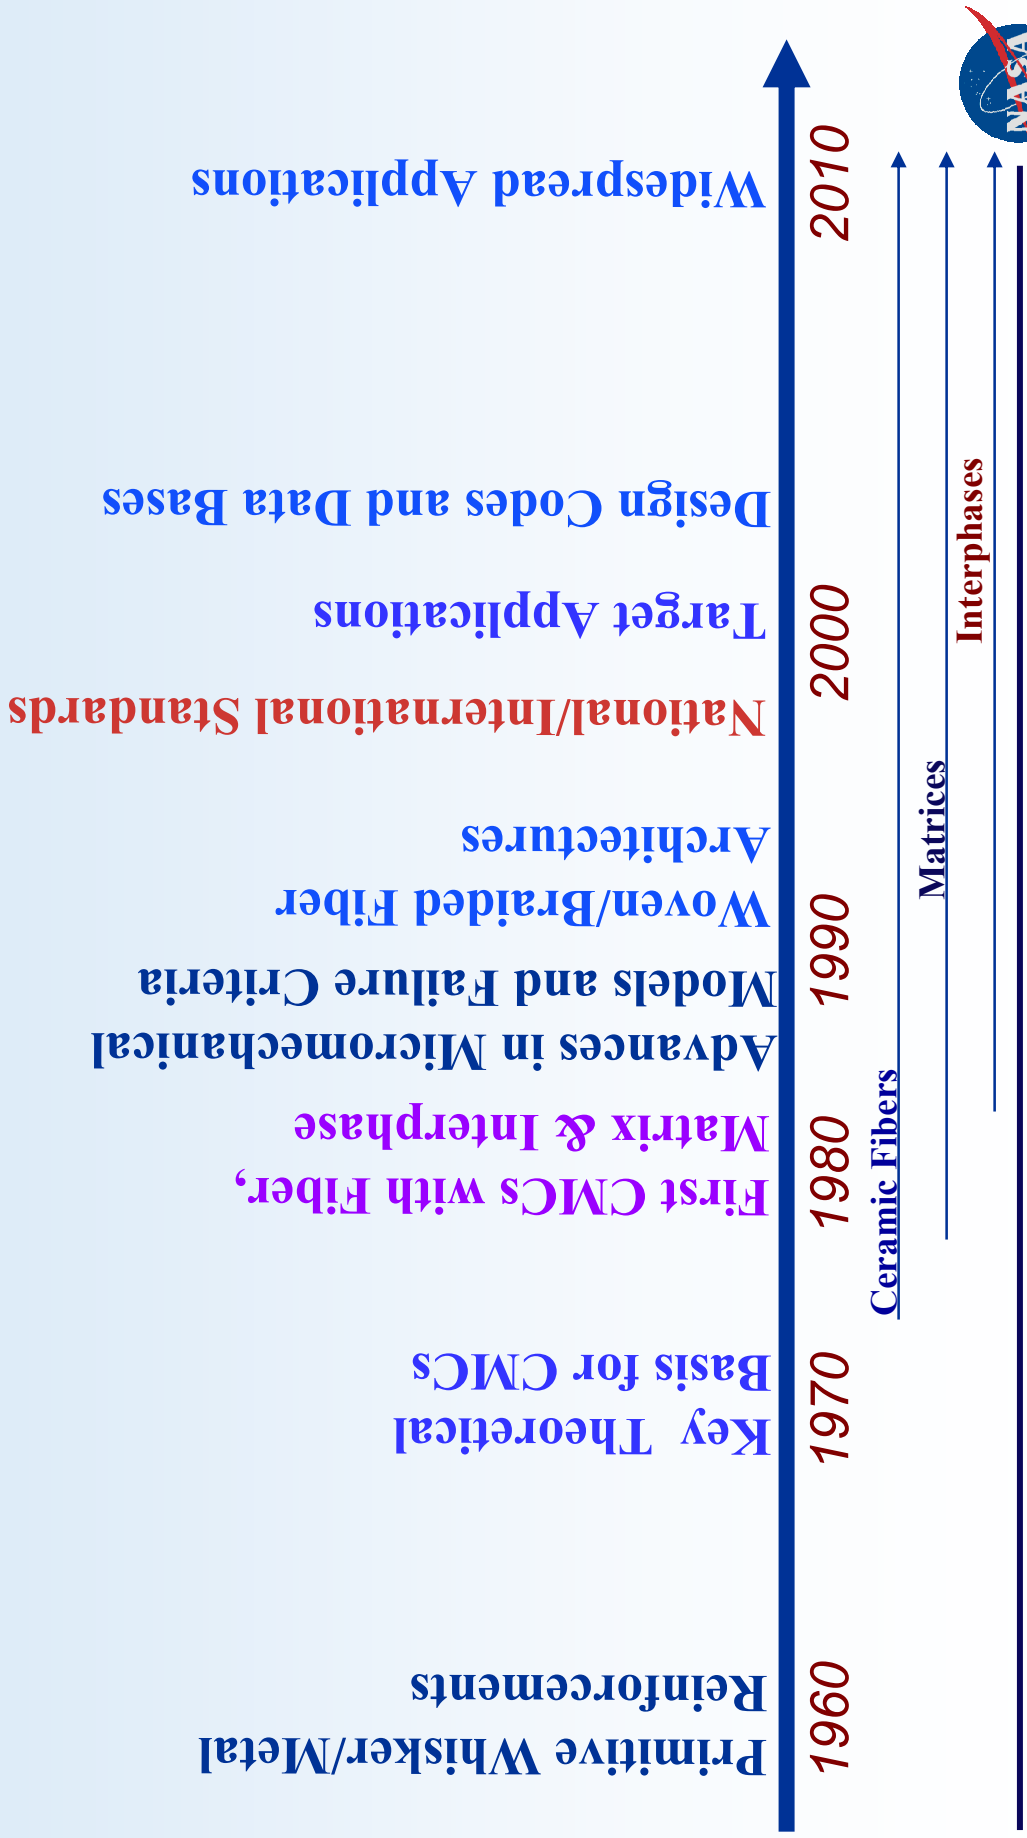 Primitive Whisker/Metal
Reinforcements
Key Theoretical
Basis for CMCs
First CMCs with Fiber,
Matrix & Interphase
Advances in Micromechanical
Models and Failure Criteria
Woven/Braided Fiber
Architectures
National/International Standards
Target Applications
Design Codes and Data Bases
Widespread Applications
1960
1970
1980
1990
2000
2010
Ceramic Fibers
Matrices
Interphases
NASA